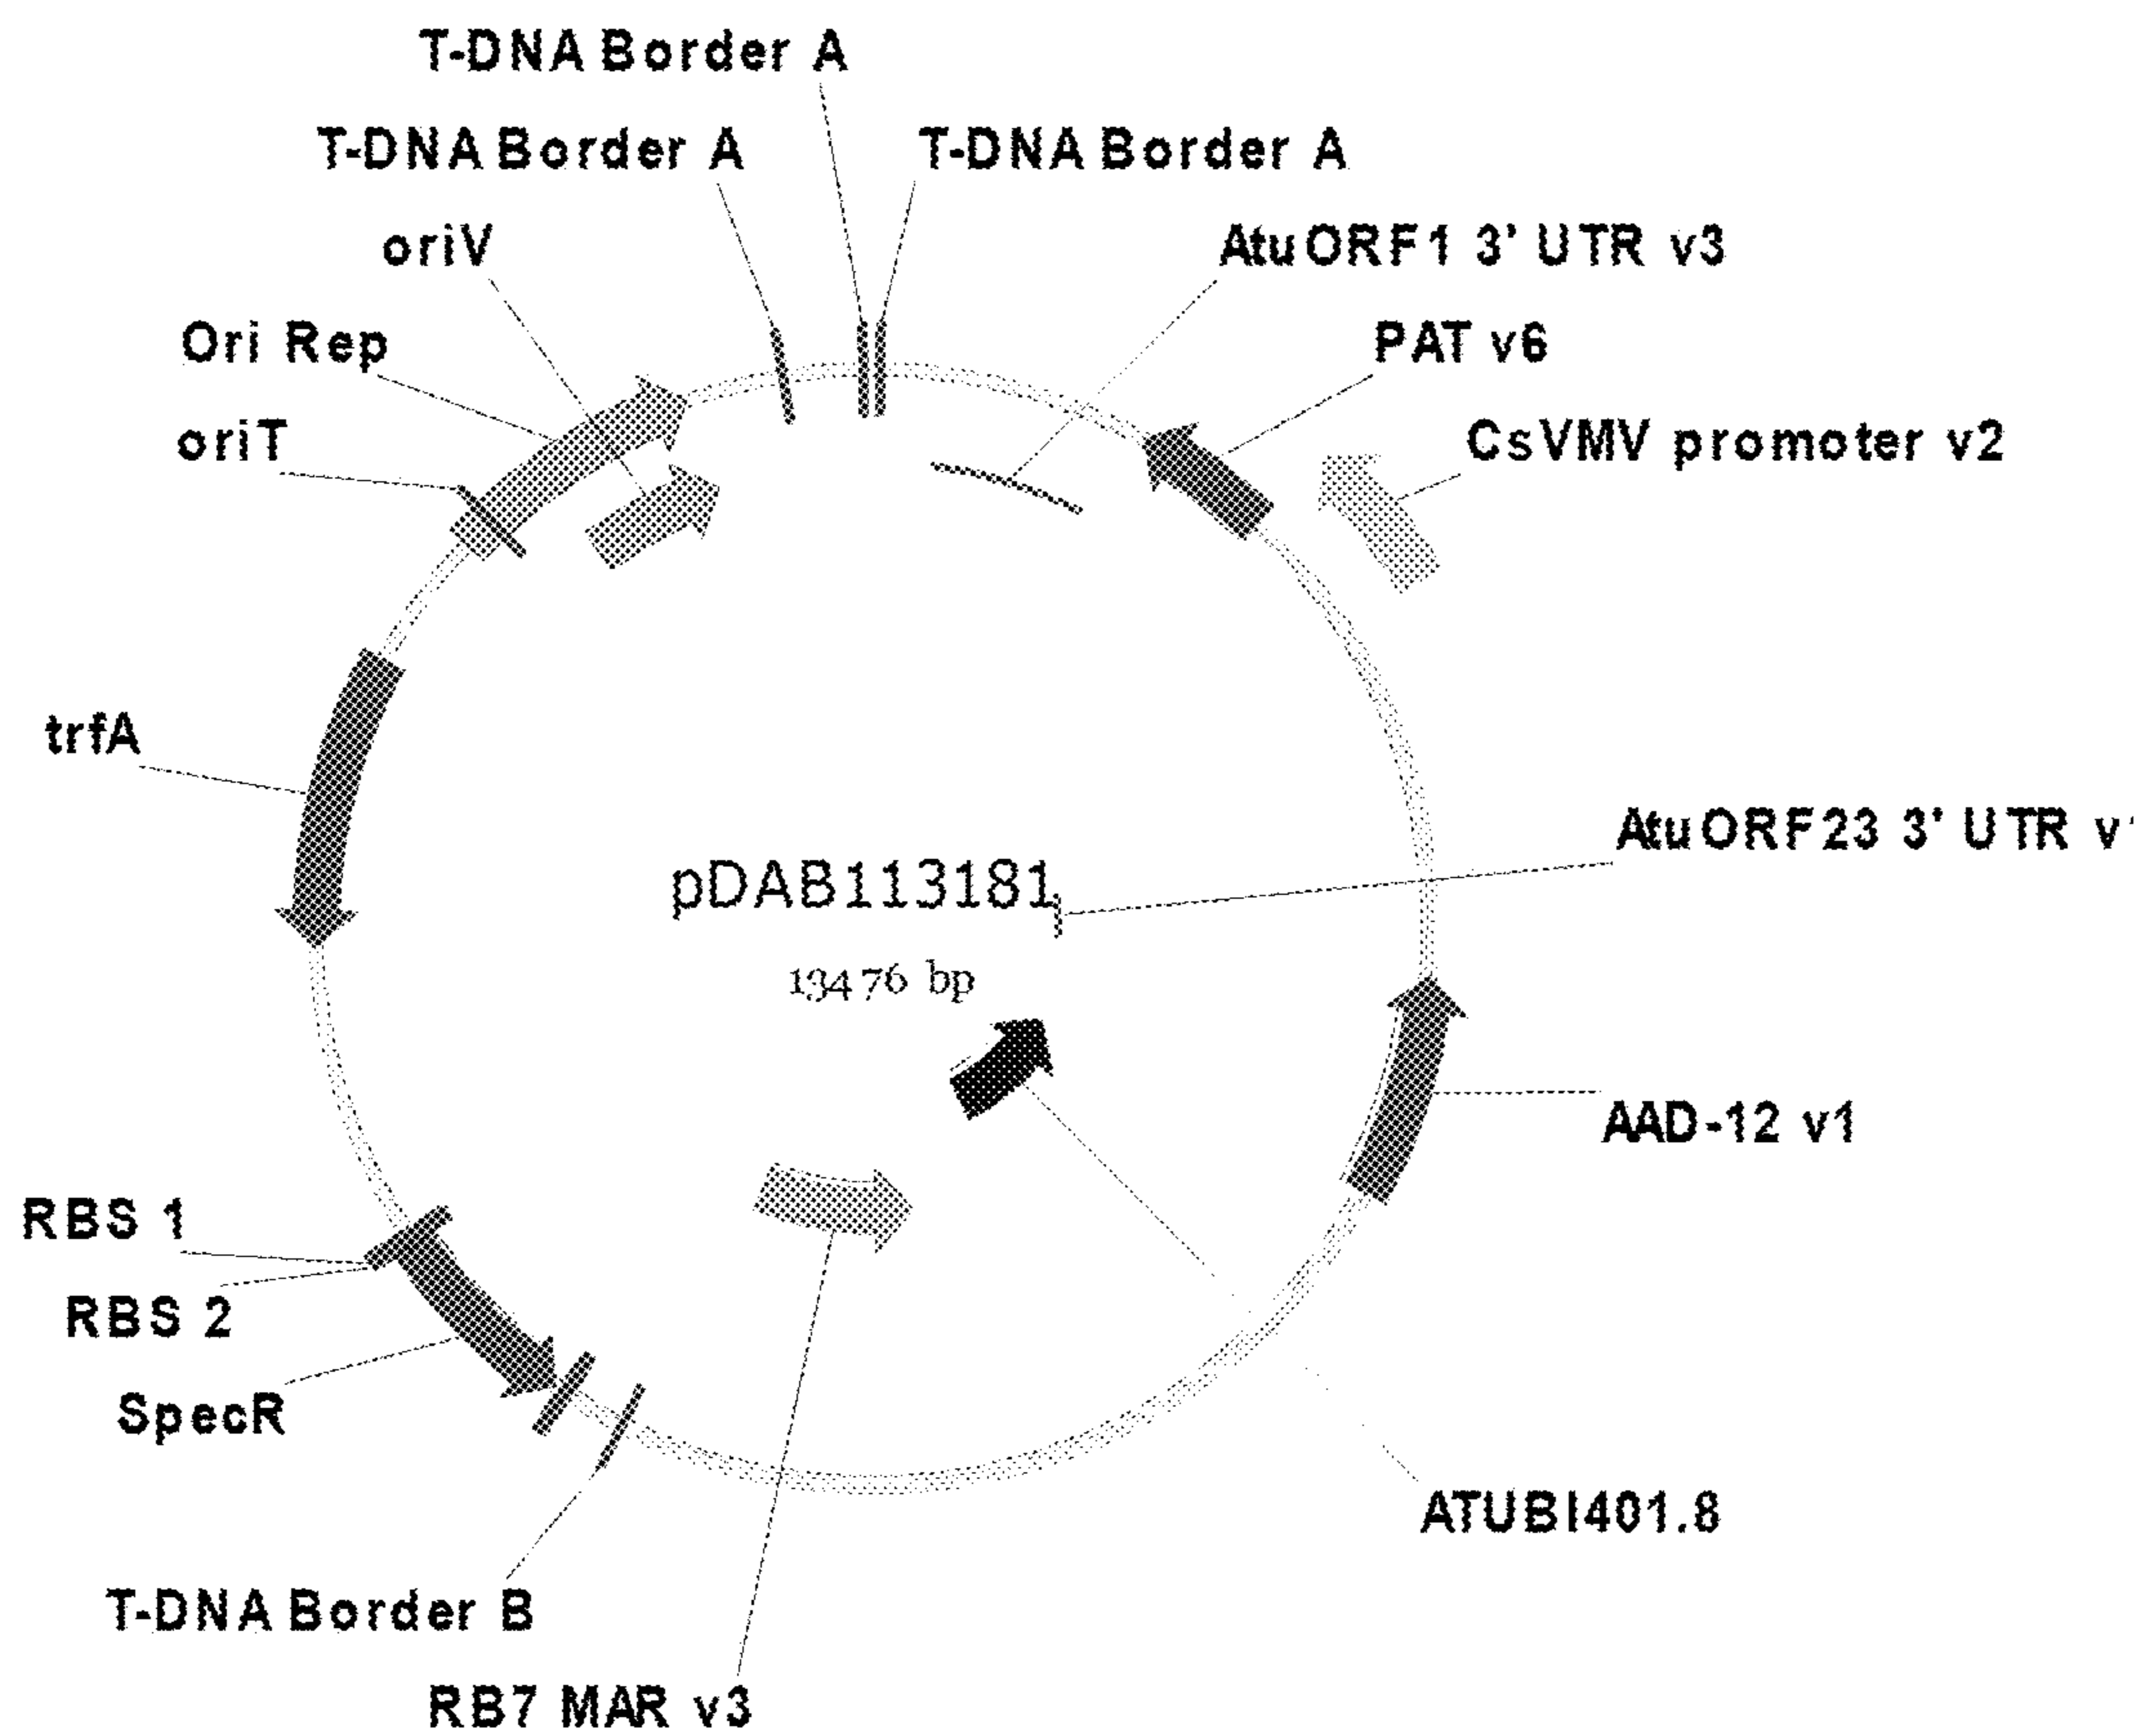 T-DNA Border A
T-DNA Border A
T-DNA Border A
oriV
AtuORF1 3' UTR v3
Ori Rep
PAT v6
oriT
CsVMV promoter v2
trfA
AtuORF23 3' UTR v1
pDAB113181
13476 bp
AAD-12 v1
RBS 1
RBS 2
SpecR
ATUBI401.8
T-DNA Border B
RB7 MAR v3